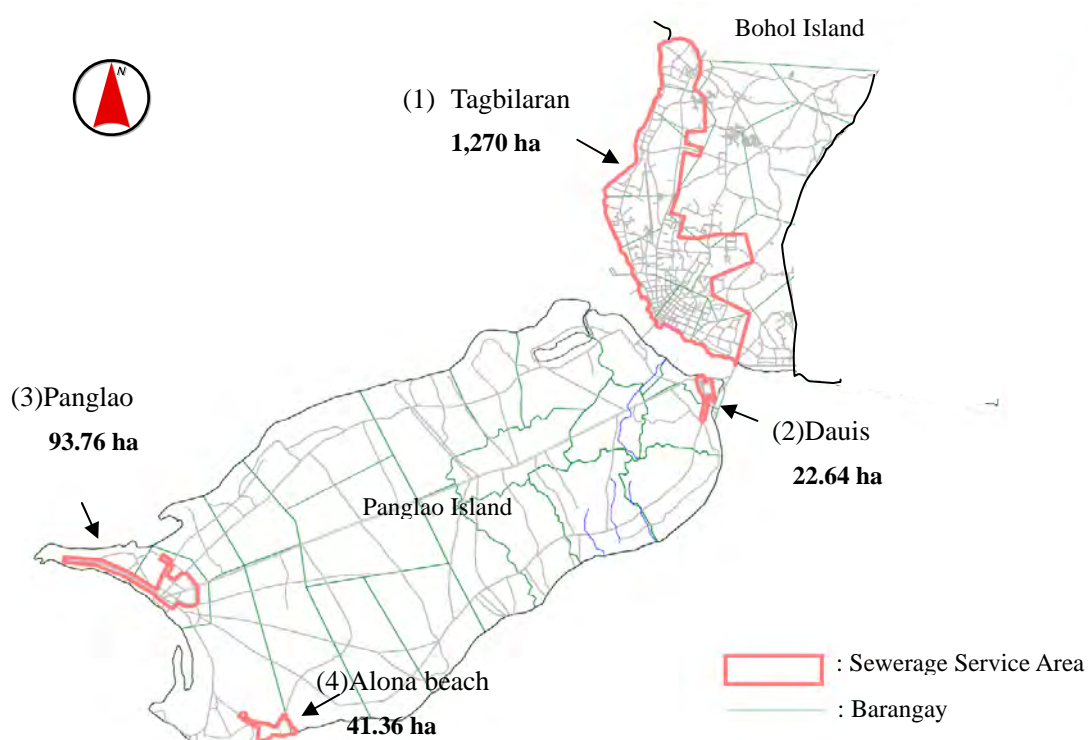 Bohol Island
N
(1) Tagbilaran
1,270 ha
(3)Panglao
93.76 ha
(2)Dauis
22.64 ha
Panglao Island
(4)Alona beach
41.36 ha
: Sewerage Service Area
: Barangay